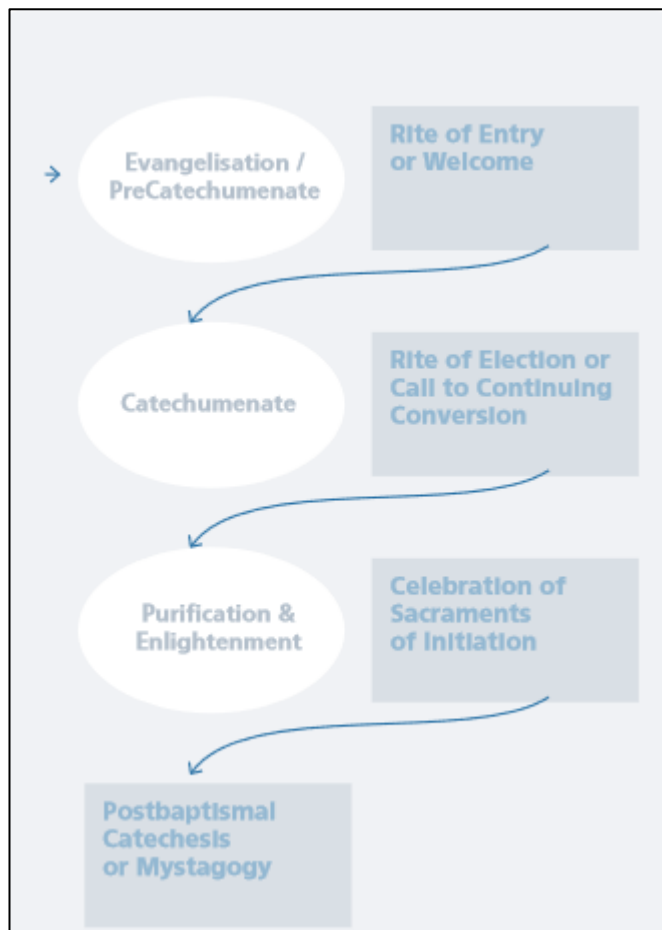 Evangelisation /
PreCatechumenate
Rite of Entry
or Welcome
Catechumenate
Rite of Election or
Call to Continuing
Conversion
Purification &
Enlightenment
Celebration of
Sacraments
of Initiation
Postbaptismal
Catechesis
or Mystagogy